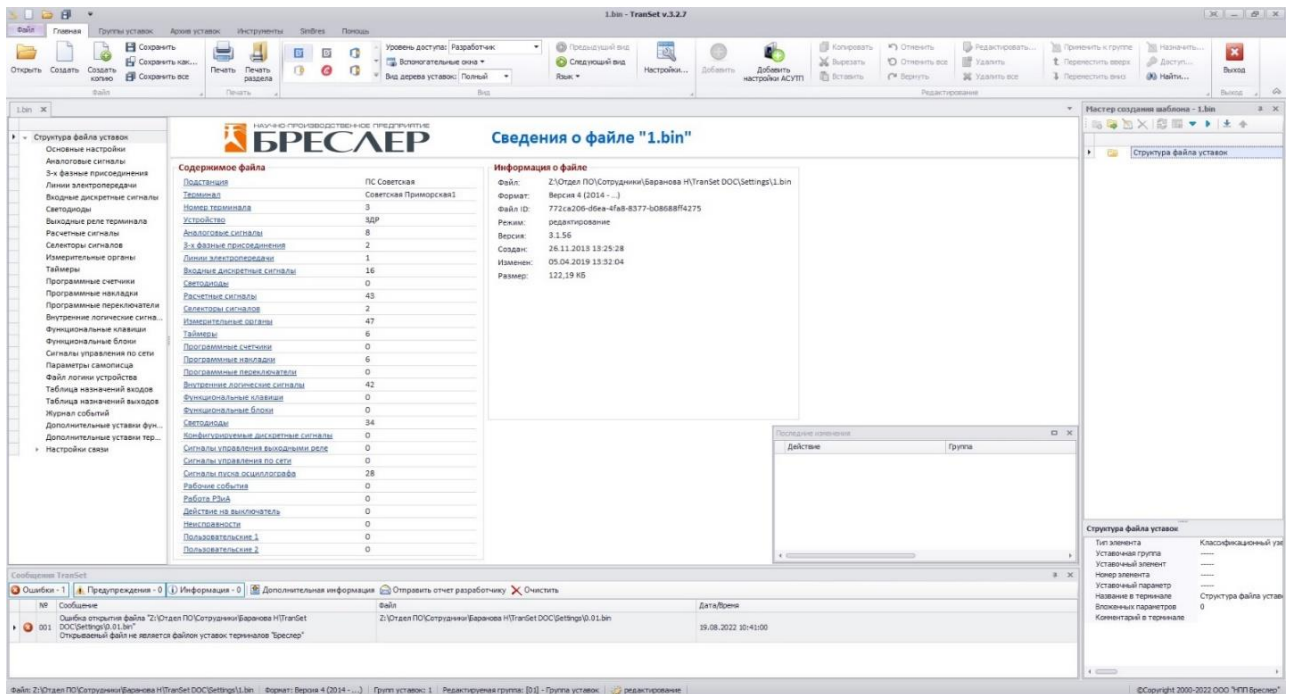 1.bin - TranSet v.3.2.7
Файл Главная Группы уставок Архив уставок Инструменты SinBres Помощь
Открыть Создать Создать копию Сохранить Сохранить как... Сохранить все
Печать Печать раздела
Уровень доступа: Разработчик
Вспомогательные окна
Вид дерева уставок: Полный
Предыдущий вид
Следующий вид
Язык
Настройки... Добавить Добавить настройки АСУТП
Копировать Отменить Редактировать... Применить к группе Назначить...
Вырезать Отменить все Удалить Переместить вверх Доступ...
Вставить Вернуть Удалить все Переместить вниз Найти...
Выход
Файл Печать Вид Редактирование Выход
1.bin
Структура файла уставок
Основные настройки
Аналоговые сигналы
3-х фазные присоединения
Линии электропередачи
Входные дискретные сигналы
Светодиоды
Выходные реле терминала
Расчетные сигналы
Селекторы сигналов
Измерительные органы
Таймеры
Программные счетчики
Программные накладки
Программные переключатели
Внутренние логические сигна...
Функциональные клавиши
Функциональные блоки
Сигналы управления по сети
Параметры самописца
Файл логики устройства
Таблица назначений входов
Таблица назначений выходов
Журнал событий
Дополнительные уставки фун...
Дополнительные уставки тер...
Настройки связи
НАУЧНО-ПРОИЗВОДСТВЕННОЕ ПРЕДПРИЯТИЕ
БРЕСЛЕР
Сведения о файле "1.bin"
Содержимое файла
Подстанция ПС Советская
Терминал Советская Приморская1
Номер терминала 3
Устройство ЗДР
Аналоговые сигналы 8
3-х фазные присоединения 2
Линии электропередачи 1
Входные дискретные сигналы 16
Светодиоды 0
Расчетные сигналы 43
Селекторы сигналов 2
Измерительные органы 47
Таймеры 6
Программные счетчики 0
Программные накладки 6
Программные переключатели 0
Внутренние логические сигналы 42
Функциональные клавиши 0
Функциональные блоки 0
Светодиоды 34
Конфигурируемые дискретные сигналы 0
Сигналы управления выходными реле 0
Сигналы управления по сети 0
Сигналы пуска осциллографа 28
Рабочие события 0
Работа РЗиА 0
Действие на выключатель 0
Неисправности 0
Пользовательские 1 0
Пользовательские 2 0
Информация о файле
Файл: Z:\Отдел ПО\Сотрудники\Баранова Н\TranSet DOC\Settings\1.bin
Формат: Версия 4 (2014 - ...)
Файл ID: 772ca206-d6ea-4fa8-8377-b08688ff4275
Режим: редактирование
Версия: 3.1.56
Создан: 26.11.2013 13:25:28
Изменен: 05.04.2019 13:32:04
Размер: 122,19 КБ
Последние изменения
Действие Группа
Мастер создания шаблона - 1.bin
Структура файла уставок
Структура файла уставок
Тип элемента Классификационный узе
Уставочная группа -----
Уставочный элемент -----
Номер элемента -----
Уставочный параметр -----
Название в терминале Структура файла устав
Вложенных параметров 0
Комментарий в терминале
Сообщения TranSet
Ошибки - 1 Предупреждения - 0 Информация - 0 Дополнительная информация Отправить отчет разработчику Очистить
№ Сообщение Файл Дата/Время
001 Ошибка открытия файла "Z:\Отдел ПО\Сотрудники\Баранова Н\TranSet DOC\Settings\0.01.bin"
Открываемый файл не является файлом уставок терминалов "Бреслер"
Z:\Отдел ПО\Сотрудники\Баранова Н\TranSet DOC\Settings\0.01.bin
19.08.2022 10:41:00
Файл: Z:\Отдел ПО\Сотрудники\Баранова Н\TranSet DOC\Settings\1.bin Формат: Версия 4 (2014 - ...) Групп уставок: 1 Редактируемая группа: [01] - Группа уставок редактирование
©Copyright 2000-2022 ООО "НПП Бреслер"